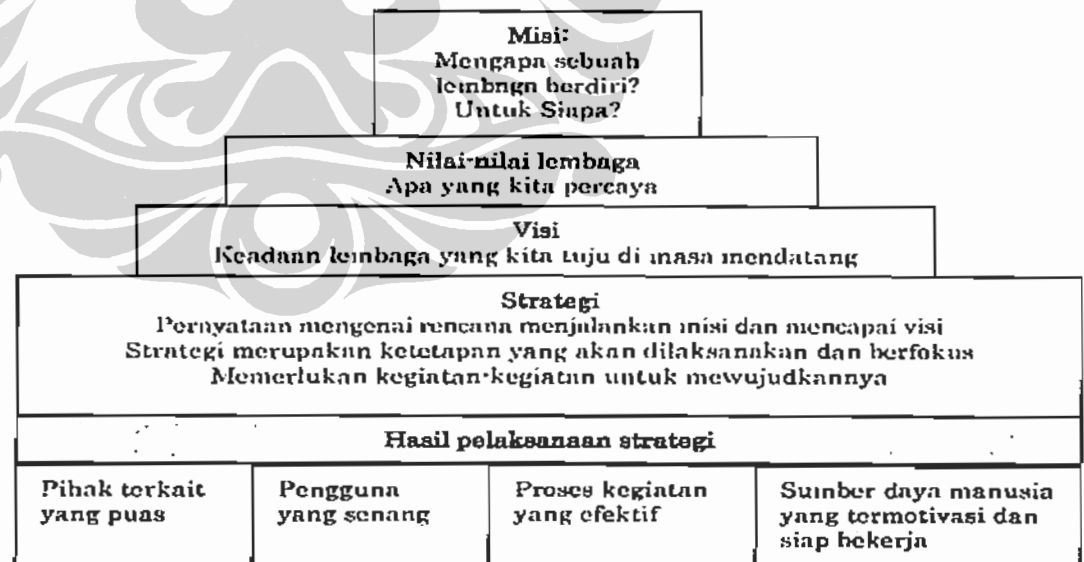 Misi:
Mengapa sebuah
lembaga berdiri?
Untuk Siapa?
Nilai-nilai lembaga
Apa yang kita percaya
Visi
Keadaan lembaga yang kita tuju di masa mendatang
Strategi
Pernyataan mengenai rencana menjalankan misi dan mencapai visi
Strategi merupakan ketetapan yang akan dilaksanakan dan berfokus
Memerlukan kegiatan-kegiatan untuk mewujudkannya
Hasil pelaksanaan strategi
Pihak terkait
yang puas
Pengguna
yang senang
Proses kegiatan
yang efektif
Sumber daya manusia
yang termotivasi dan
siap bekerja